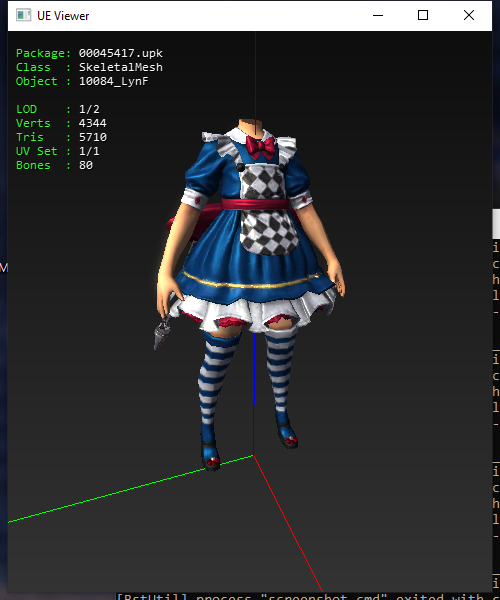 UE Viewer
Package: 00045417.upk
Class : SkeletalMesh
Object : 10084_LynF
LOD : 1/2
Verts : 4344
Tris : 5710
UV Set : 1/1
Bones : 80
M
i
c
h
l
-
i
c
h
l
-
i
c
h
l
-
i
[BstUtil] process "screenshot.cmd" exited with c